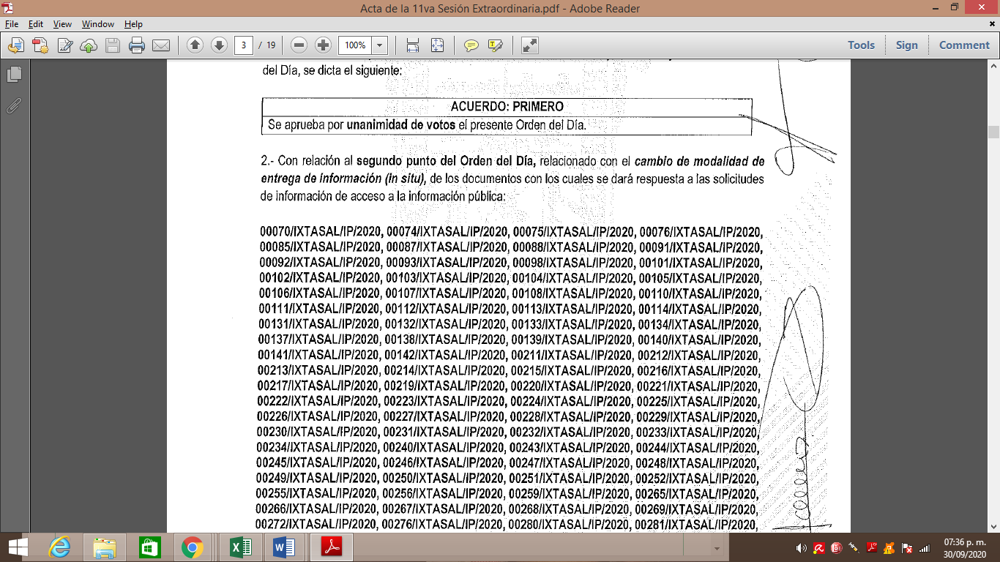 Acta de la 11va Sesión Extraordinaria.pdf - Adobe Reader
File Edit View Window Help
3 / 19 100% Tools Sign Comment
del Día, se dicta el siguiente:
ACUERDO: PRIMERO
Se aprueba por unanimidad de votos el presente Orden del Día.
2.- Con relación al segundo punto del Orden del Día, relacionado con el cambio de modalidad de
entrega de información (in situ), de los documentos con los cuales se dará respuesta a las solicitudes
de información de acceso a la información pública:
00070/IXTASAL/IP/2020, 00074/IXTASAL/IP/2020, 00075/IXTASAL/IP/2020, 00076/IXTASAL/IP/2020,
00085/IXTASAL/IP/2020, 00087/IXTASAL/IP/2020, 00088/IXTASAL/IP/2020, 00091/IXTASAL/IP/2020,
00092/IXTASAL/IP/2020, 00093/IXTASAL/IP/2020, 00098/IXTASAL/IP/2020, 00101/IXTASAL/IP/2020,
00102/IXTASAL/IP/2020, 00103/IXTASAL/IP/2020, 00104/IXTASAL/IP/2020, 00105/IXTASAL/IP/2020,
00106/IXTASAL/IP/2020, 00107/IXTASAL/IP/2020, 00108/IXTASAL/IP/2020, 00110/IXTASAL/IP/2020,
00111/IXTASAL/IP/2020, 00112/IXTASAL/IP/2020, 00113/IXTASAL/IP/2020, 00114/IXTASAL/IP/2020,
00131/IXTASAL/IP/2020, 00132/IXTASAL/IP/2020, 00133/IXTASAL/IP/2020, 00134/IXTASAL/IP/2020,
00137/IXTASAL/IP/2020, 00138/IXTASAL/IP/2020, 00139/IXTASAL/IP/2020, 00140/IXTASAL/IP/2020,
00141/IXTASAL/IP/2020, 00142/IXTASAL/IP/2020, 00211/IXTASAL/IP/2020, 00212/IXTASAL/IP/2020,
00213/IXTASAL/IP/2020, 00214/IXTASAL/IP/2020, 00215/IXTASAL/IP/2020, 00216/IXTASAL/IP/2020,
00217/IXTASAL/IP/2020, 00219/IXTASAL/IP/2020, 00220/IXTASAL/IP/2020, 00221/IXTASAL/IP/2020,
00222/IXTASAL/IP/2020, 00223/IXTASAL/IP/2020, 00224/IXTASAL/IP/2020, 00225/IXTASAL/IP/2020,
00226/IXTASAL/IP/2020, 00227/IXTASAL/IP/2020, 00228/IXTASAL/IP/2020, 00229/IXTASAL/IP/2020,
00230/IXTASAL/IP/2020, 00231/IXTASAL/IP/2020, 00232/IXTASAL/IP/2020, 00233/IXTASAL/IP/2020,
00234/IXTASAL/IP/2020, 00240/IXTASAL/IP/2020, 00243/IXTASAL/IP/2020, 00244/IXTASAL/IP/2020,
00245/IXTASAL/IP/2020, 00246/IXTASAL/IP/2020, 00247/IXTASAL/IP/2020, 00248/IXTASAL/IP/2020,
00249/IXTASAL/IP/2020, 00250/IXTASAL/IP/2020, 00251/IXTASAL/IP/2020, 00252/IXTASAL/IP/2020,
00255/IXTASAL/IP/2020, 00256/IXTASAL/IP/2020, 00259/IXTASAL/IP/2020, 00265/IXTASAL/IP/2020,
00266/IXTASAL/IP/2020, 00267/IXTASAL/IP/2020, 00268/IXTASAL/IP/2020, 00269/IXTASAL/IP/2020,
00272/IXTASAL/IP/2020, 00276/IXTASAL/IP/2020, 00280/IXTASAL/IP/2020, 00281/IXTASAL/IP/2020,
07:36 p. m.
30/09/2020